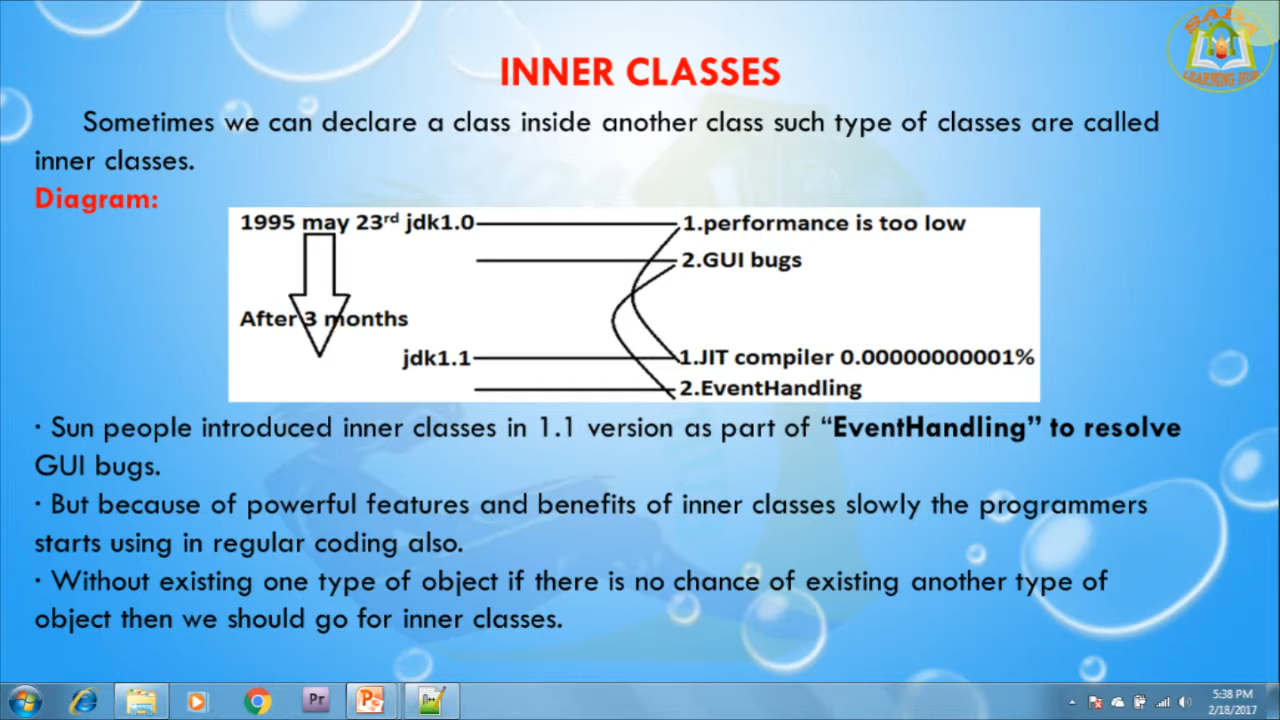 SADA
LEARNING HUB
INNER CLASSES
Sometimes we can declare a class inside another class such type of classes are called
inner classes.
Diagram:
1995 may 23rd jdk1.0 1.performance is too low
2.GUI bugs
After 3 months
jdk1.1 1.JIT compiler 0.00000000001%
2.EventHandling
· Sun people introduced inner classes in 1.1 version as part of “EventHandling” to resolve
GUI bugs.
· But because of powerful features and benefits of inner classes slowly the programmers
starts using in regular coding also.
· Without existing one type of object if there is no chance of existing another type of
object then we should go for inner classes.
Pr
5:38 PM
2/18/2017